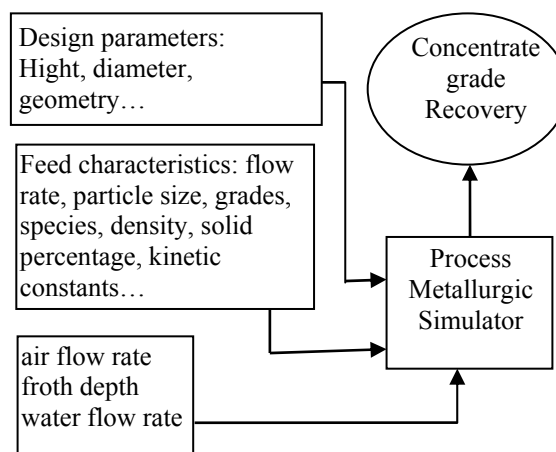 Design parameters:
Hight, diameter,
geometry…
Concentrate
grade
Recovery
Feed characteristics: flow
rate, particle size, grades,
species, density, solid
percentage, kinetic
constants…
Process
Metallurgic
Simulator
air flow rate
froth depth
water flow rate